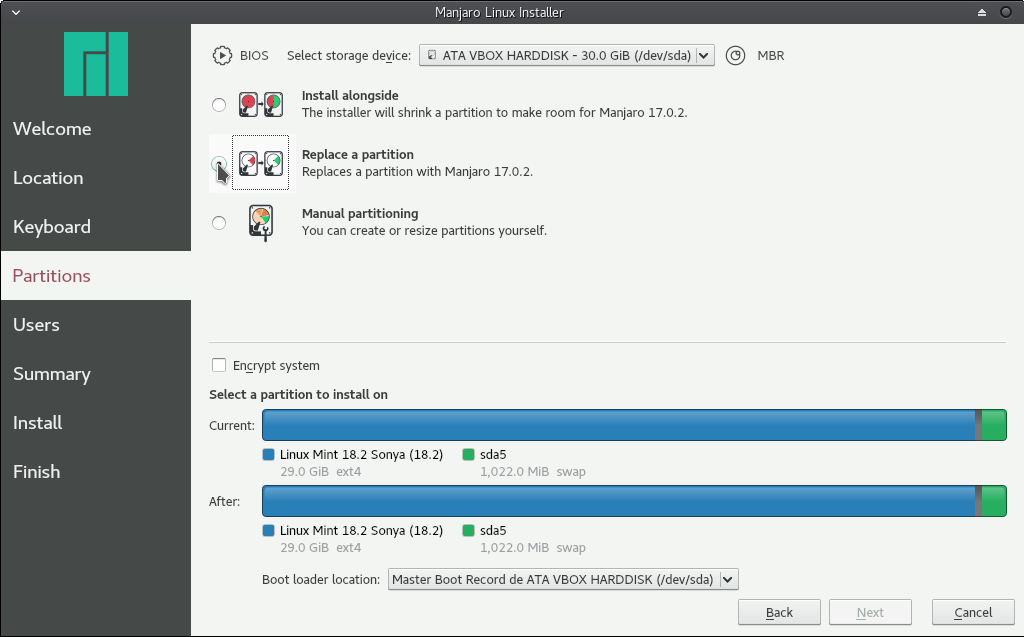 Manjaro Linux Installer
Welcome
Location
Keyboard
Partitions
Users
Summary
Install
Finish
BIOS Select storage device: ATA VBOX HARDDISK - 30.0 GiB (/dev/sda) MBR
Install alongside
The installer will shrink a partition to make room for Manjaro 17.0.2.
Replace a partition
Replaces a partition with Manjaro 17.0.2.
Manual partitioning
You can create or resize partitions yourself.
Encrypt system
Select a partition to install on
Current:
Linux Mint 18.2 Sonya (18.2) sda5
29.0 GiB ext4 1,022.0 MiB swap
After:
Linux Mint 18.2 Sonya (18.2) sda5
29.0 GiB ext4 1,022.0 MiB swap
Boot loader location: Master Boot Record de ATA VBOX HARDDISK (/dev/sda)
Back Next Cancel